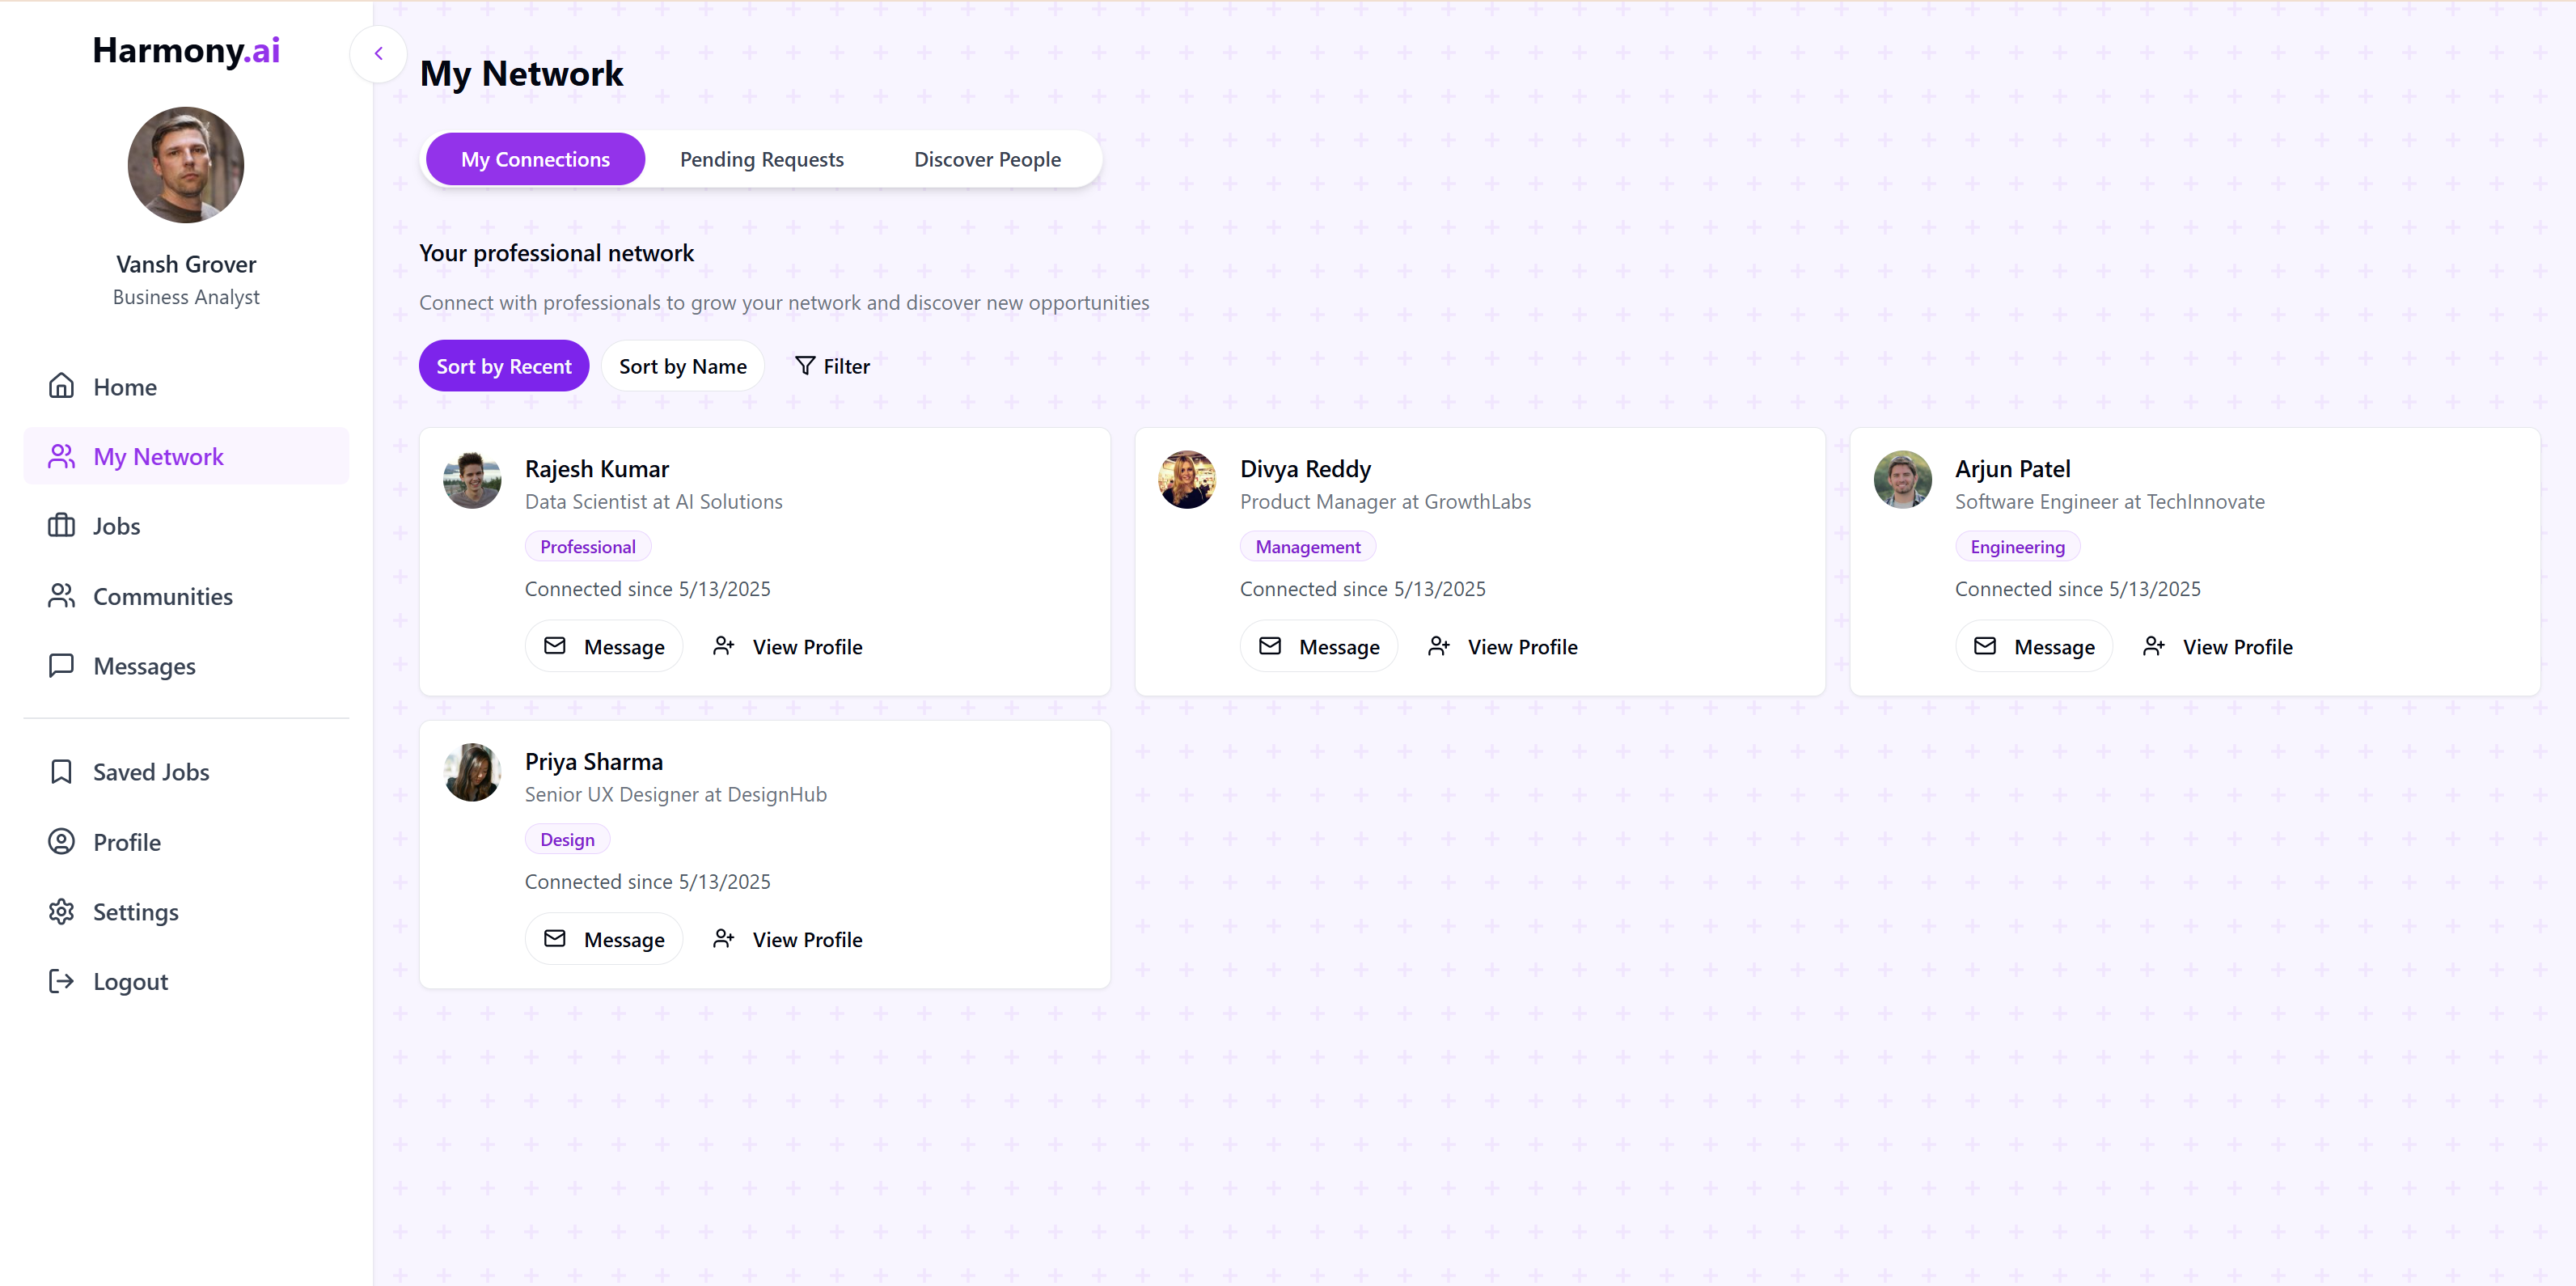 Harmony.ai
Vansh Grover
Business Analyst
Home
My Network
Jobs
Communities
Messages
Saved Jobs
Profile
Settings
Logout
My Network
My Connections Pending Requests Discover People
Your professional network
Connect with professionals to grow your network and discover new opportunities
Sort by Recent Sort by Name Filter
Rajesh Kumar
Data Scientist at AI Solutions
Professional
Connected since 5/13/2025
Message View Profile
Divya Reddy
Product Manager at GrowthLabs
Management
Connected since 5/13/2025
Message View Profile
Arjun Patel
Software Engineer at TechInnovate
Engineering
Connected since 5/13/2025
Message View Profile
Priya Sharma
Senior UX Designer at DesignHub
Design
Connected since 5/13/2025
Message View Profile